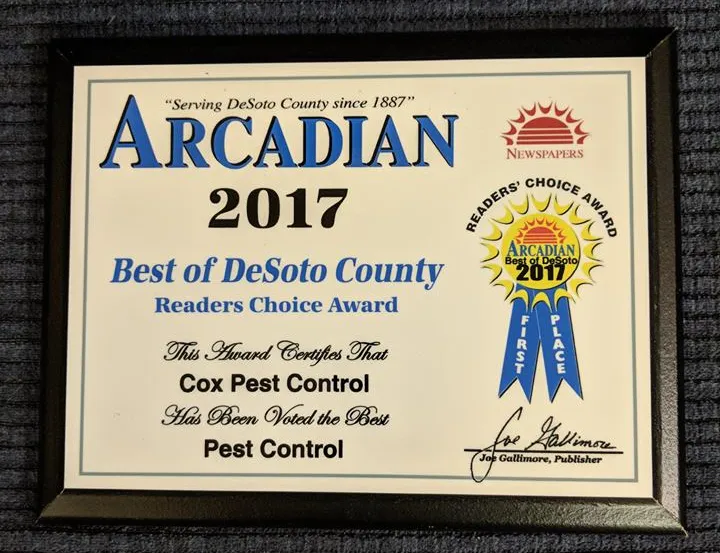 "Serving DeSoto County since 1887"
ARCADIAN
2017
Best of DeSoto County
Readers Choice Award
This Award Certifies That
Cox Pest Control
Has Been Voted the Best
Pest Control
NEWSPAPERS
READERS' CHOICE AWARD
ARCADIAN
Best of DeSoto
2017
FIRST
PLACE
Joe Gallimore
Joe Gallimore, Publisher